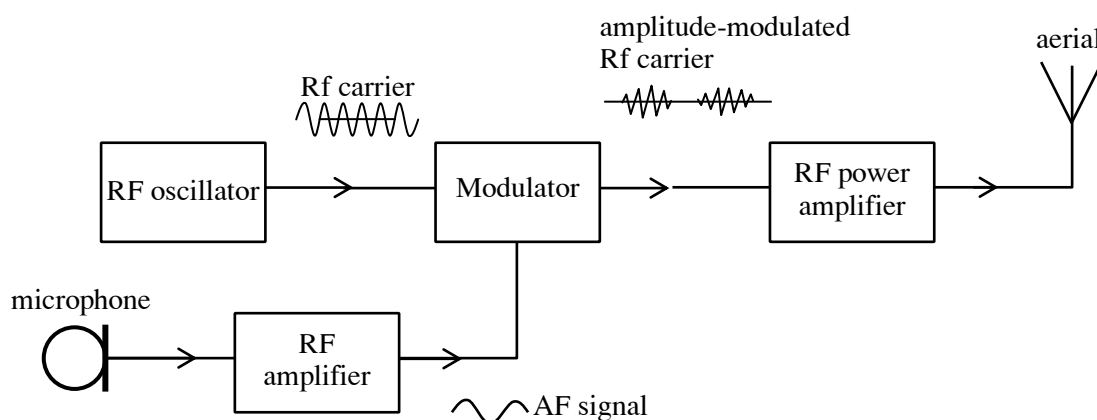 amplitude-modulated
Rf carrier
aerial
Rf carrier
RF oscillator
Modulator
RF power
amplifier
microphone
RF
amplifier
AF signal